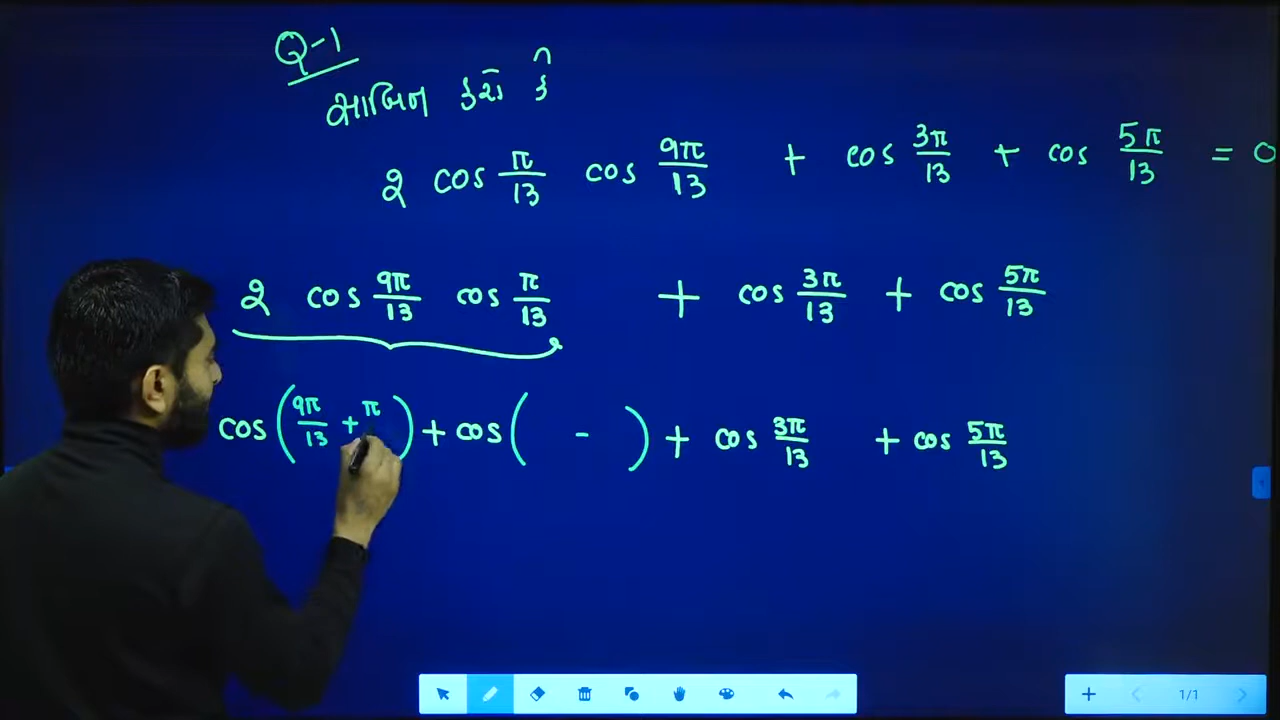 Q-1
સાબિત કરો કે
2 cos π/13 cos 9π/13 + cos 3π/13 + cos 5π/13 = 0
2 cos 9π/13 cos π/13 + cos 3π/13 + cos 5π/13
cos(9π/13 + π ) + cos( - ) + cos 3π/13 + cos 5π/13
1/1